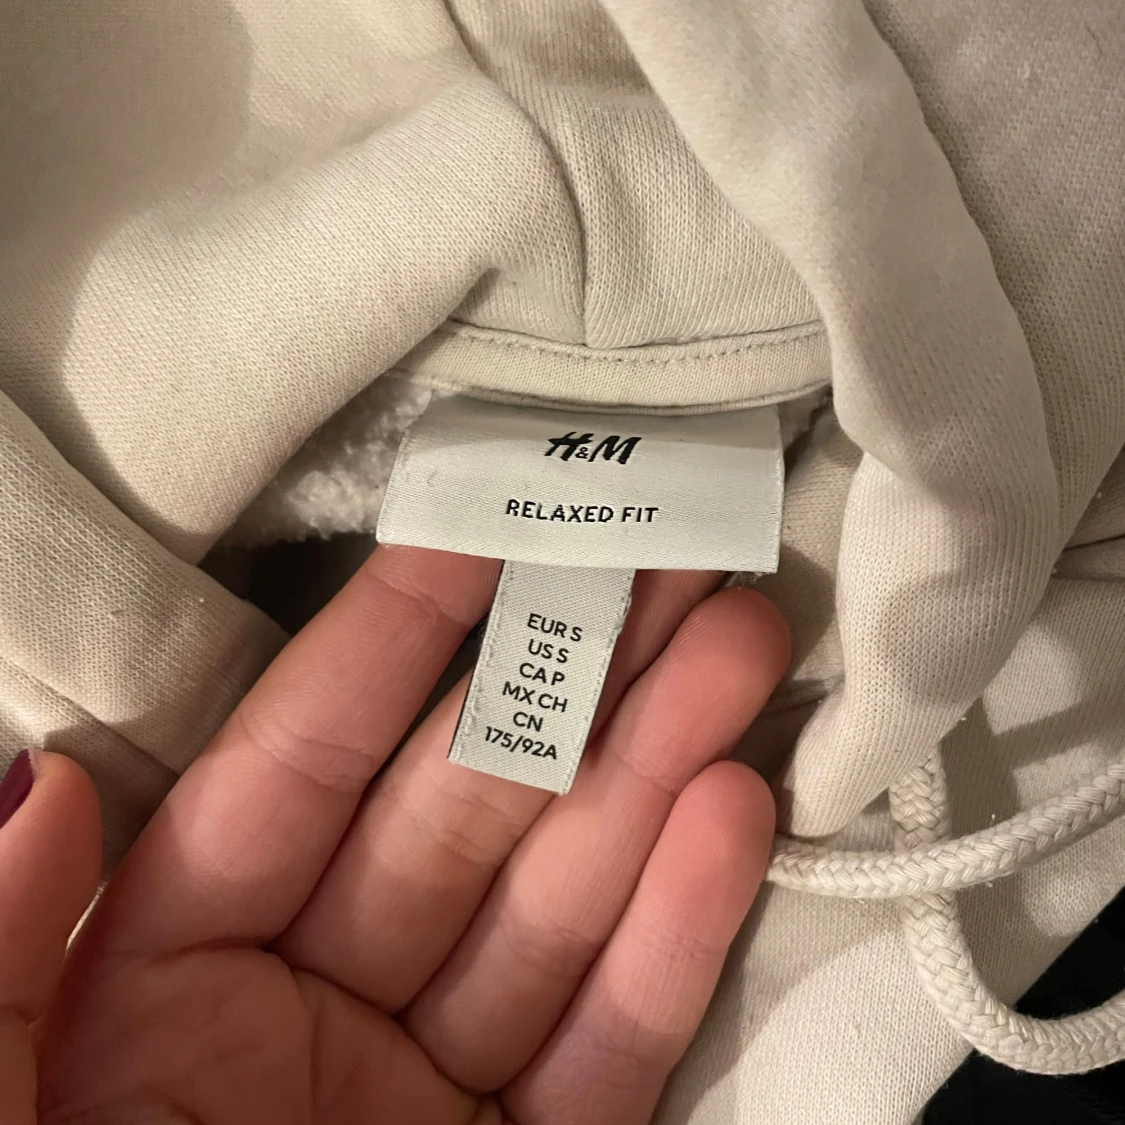 H&M
RELAXED FIT
EUR S
US S
CA P
MX CH
CN
175/92A